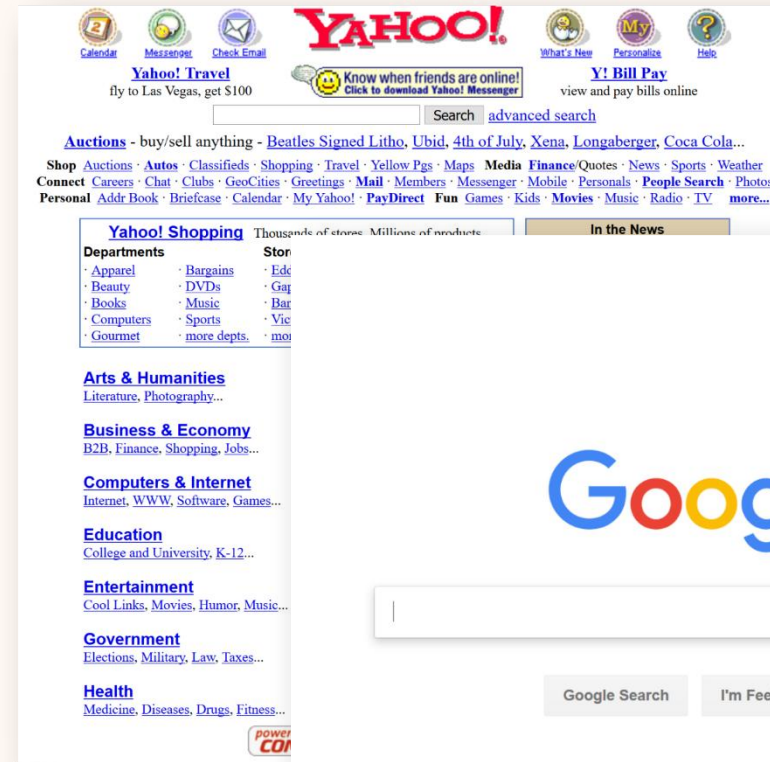 YAHOO!
Calendar Messenger Check Email What's New Personalize Help
Yahoo! Travel
fly to Las Vegas, get $100
Know when friends are online!
Click to download Yahoo! Messenger
Y! Bill Pay
view and pay bills online
Search advanced search
Auctions - buy/sell anything - Beatles Signed Litho, Ubid, 4th of July, Xena, Longaberger, Coca Cola...
Shop Auctions · Autos · Classifieds · Shopping · Travel · Yellow Pgs · Maps Media Finance/Quotes · News · Sports · Weather
Connect Careers · Chat · Clubs · GeoCities · Greetings · Mail · Members · Messenger · Mobile · Personals · People Search · Photos
Personal Addr Book · Briefcase · Calendar · My Yahoo! · PayDirect Fun Games · Kids · Movies · Music · Radio · TV more...
Yahoo! Shopping Thousands of stores. Millions of products.
In the News
Departments Stor
· Apparel · Bargains · Edd
· Beauty · DVDs · Gap
· Books · Music · Bar
· Computers · Sports · Vic
· Gourmet · more depts. · mor
Arts & Humanities
Literature, Photography...
Business & Economy
B2B, Finance, Shopping, Jobs...
Computers & Internet
Internet, WWW, Software, Games...
Education
College and University, K-12...
Entertainment
Cool Links, Movies, Humor, Music...
Government
Elections, Military, Law, Taxes...
Health
Medicine, Diseases, Drugs, Fitness...
Goog
Google Search I'm Fee